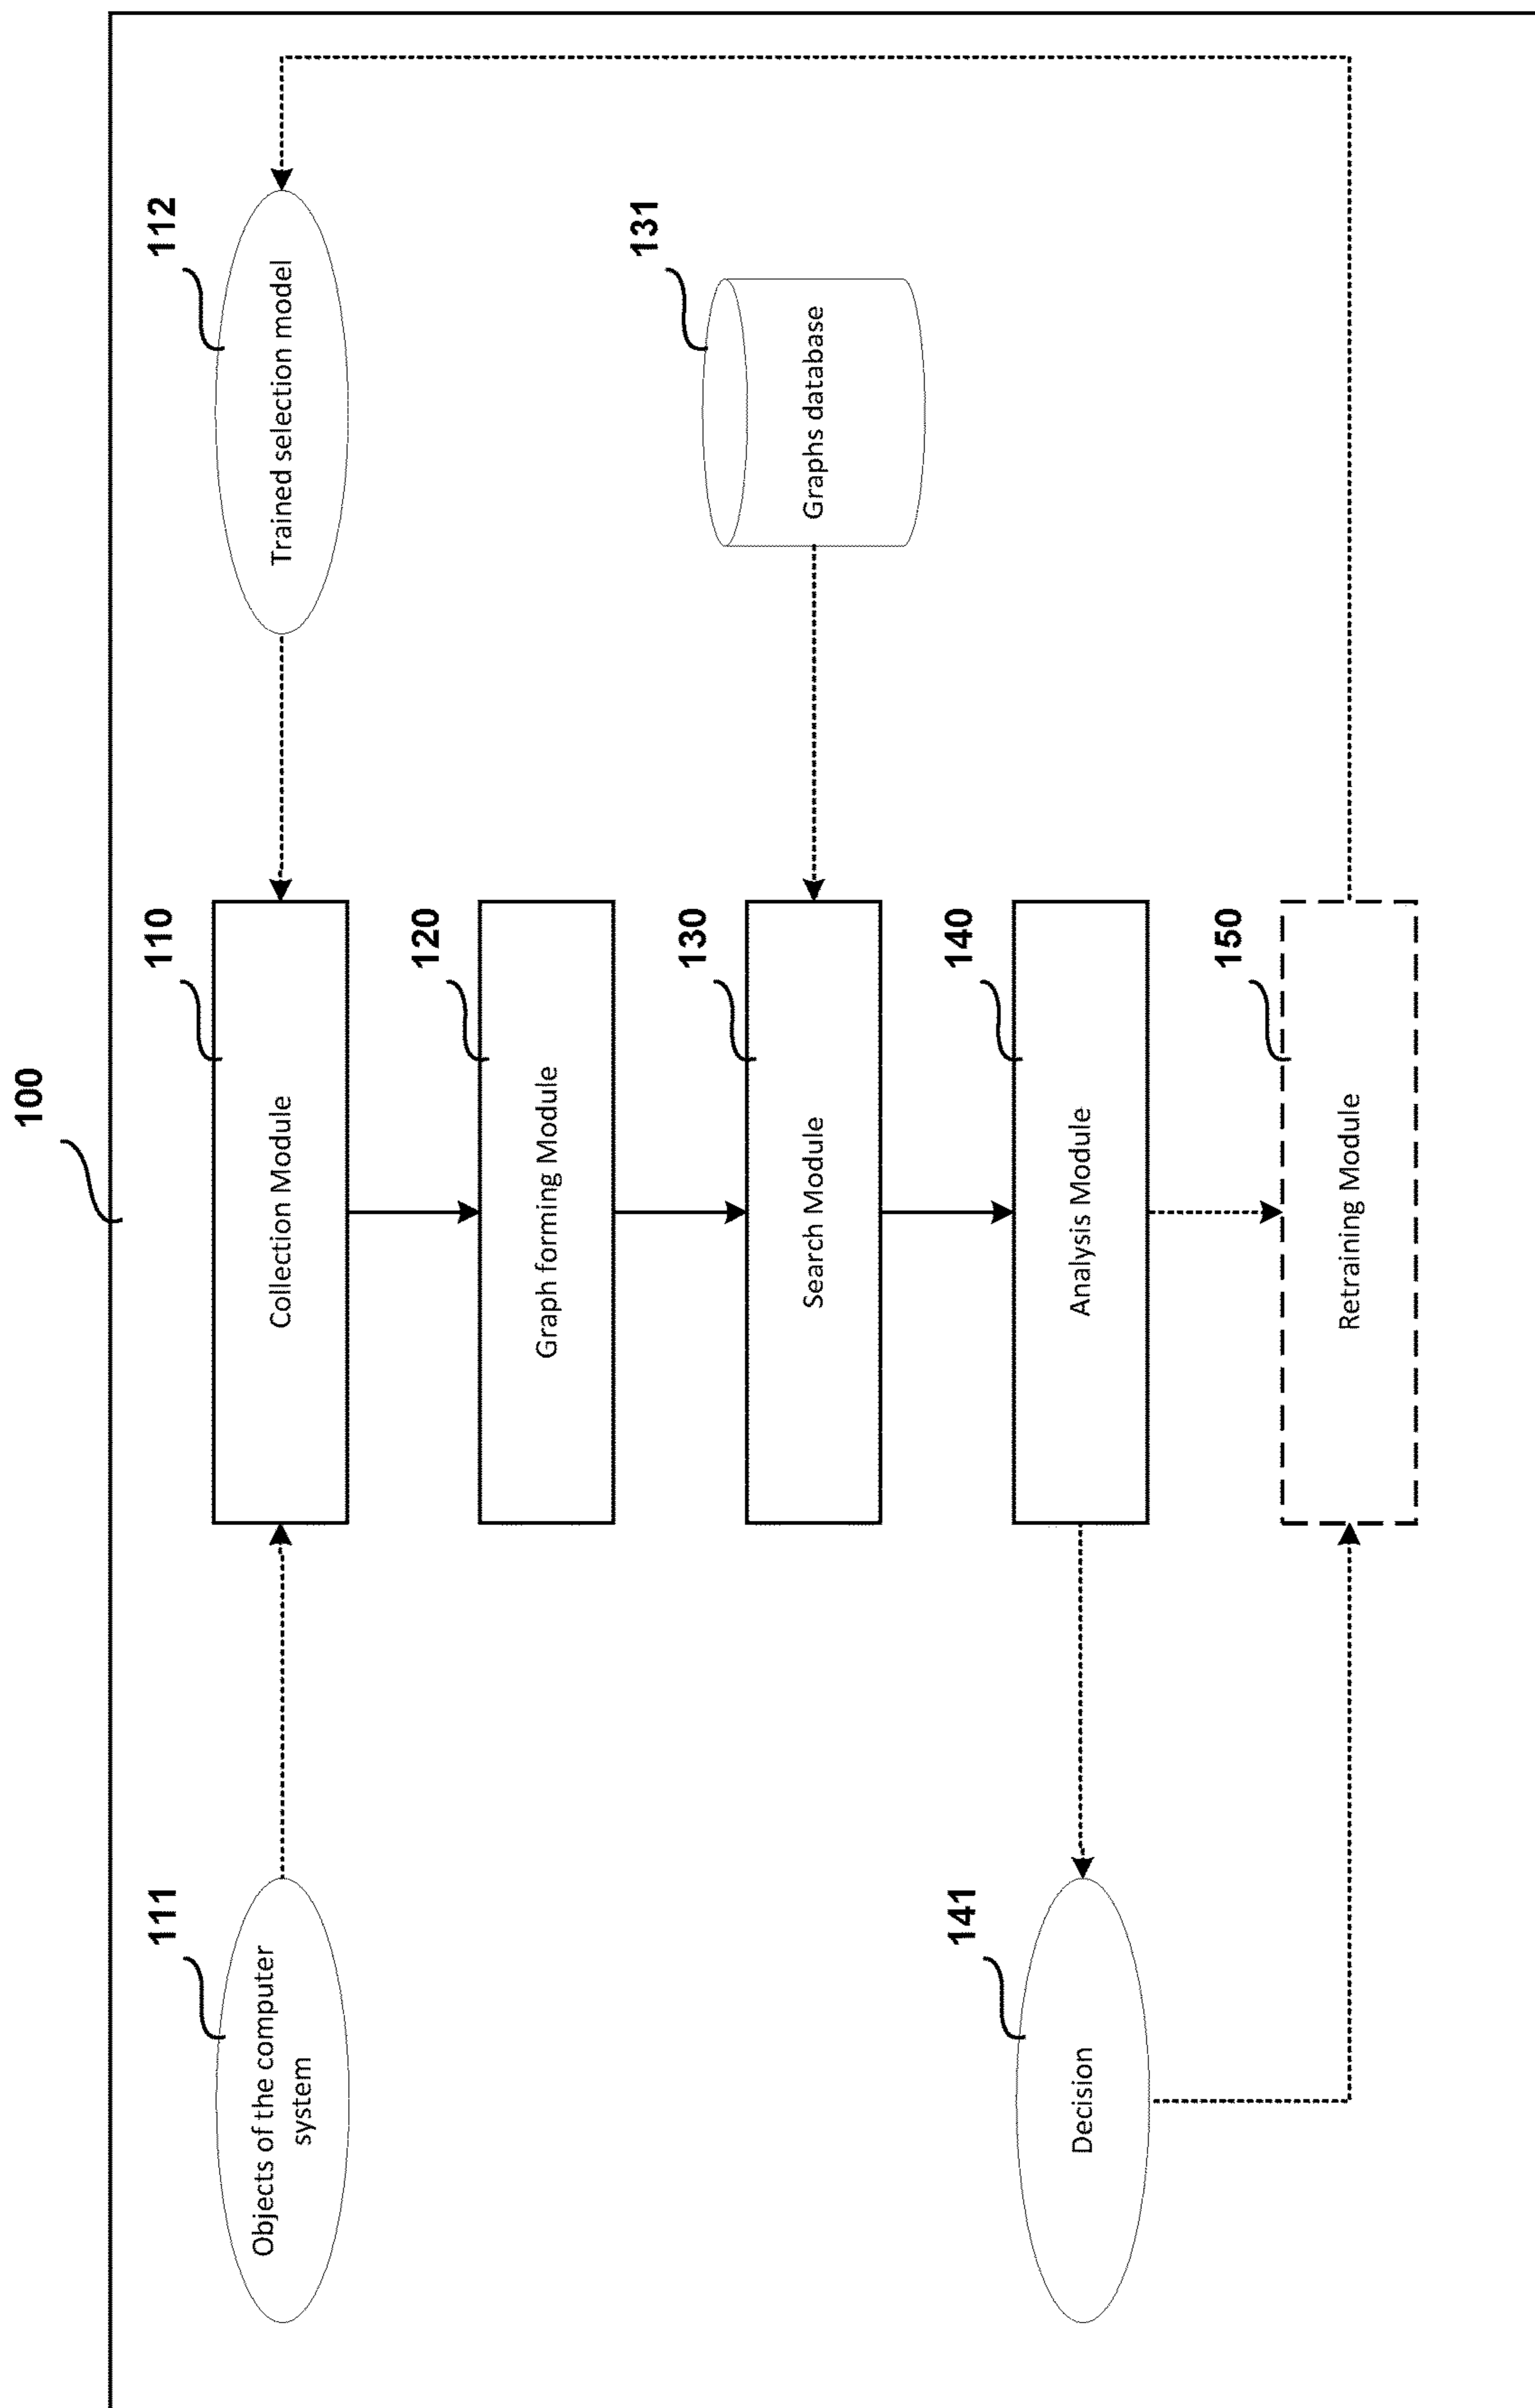 100
110
Collection Module
111
Objects of the computer
system
112
Trained selection model
120
Graph forming Module
130
Search Module
131
Graphs database
140
Analysis Module
141
Decision
150
Retraining Module